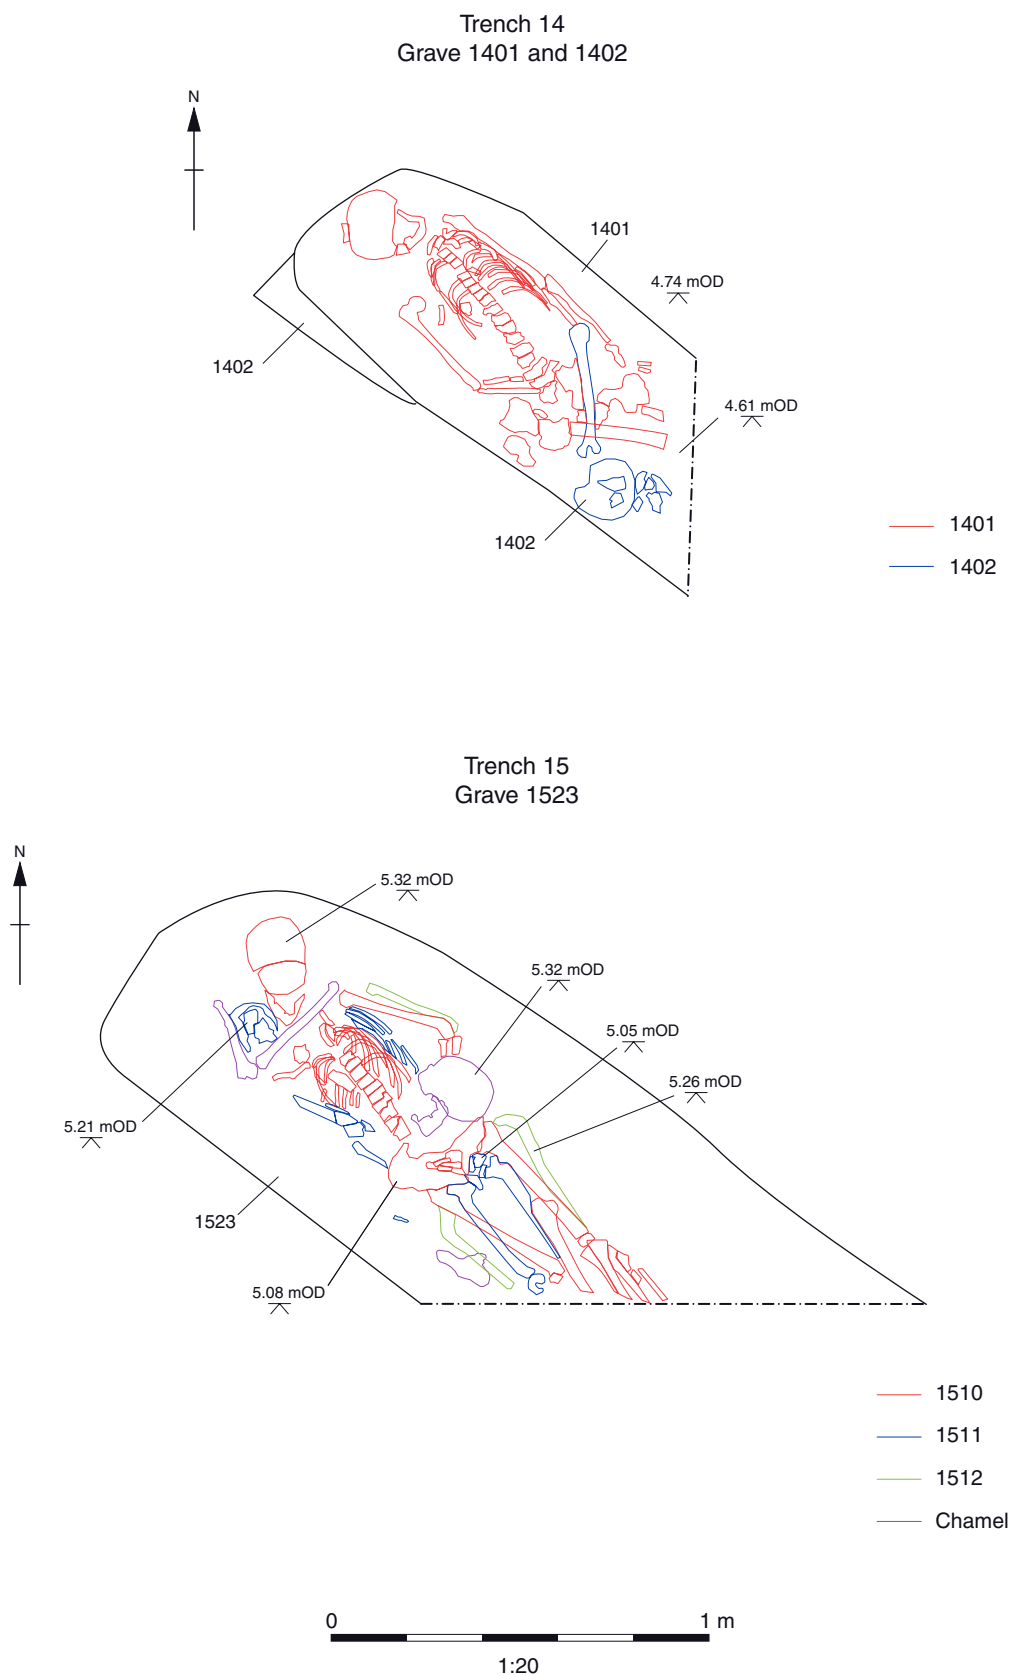 Trench 14
Grave 1401 and 1402
N
1401
4.74 mOD
1402
4.61 mOD
1402
1401
1402
Trench 15
Grave 1523
N
5.32 mOD
5.32 mOD
5.05 mOD
5.26 mOD
5.21 mOD
1523
5.08 mOD
1510
1511
1512
Chamel
0 1 m
1:20